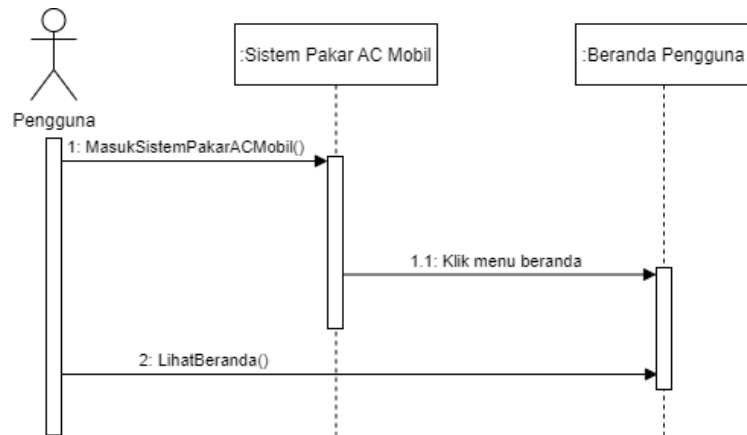 :Sistem Pakar AC Mobil
:Beranda Pengguna
Pengguna
1: MasukSistemPakarACMobil()
1.1: Klik menu beranda
2: LihatBeranda()